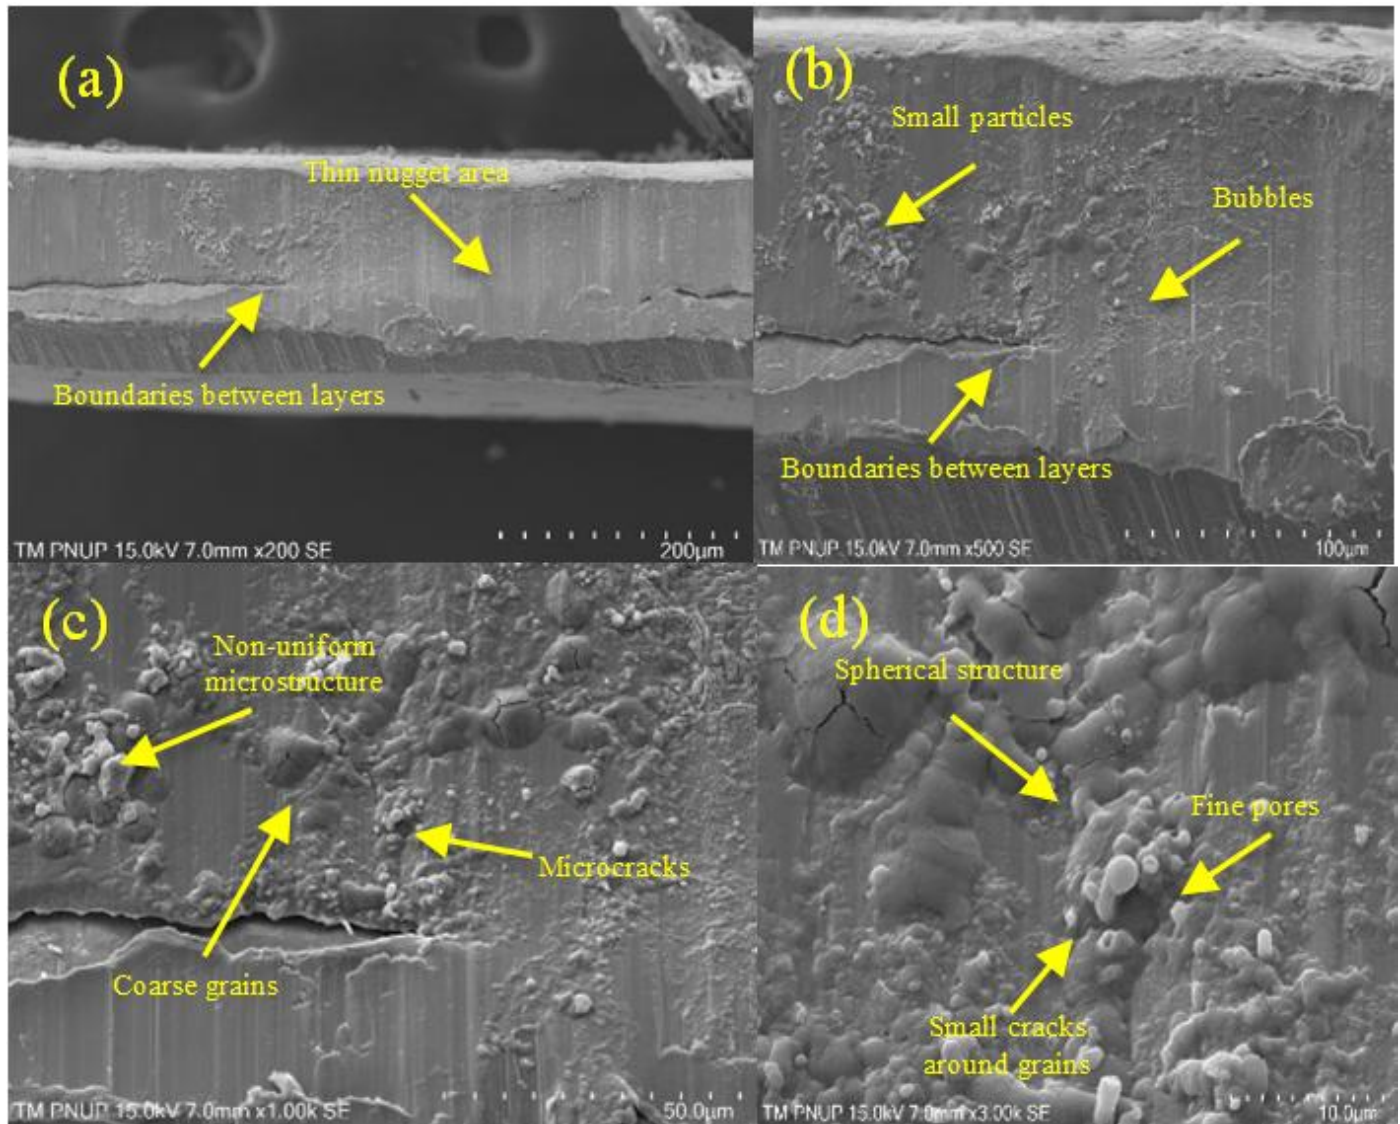 (a)
Thin nugget area
Boundaries between layers
TM PNUP 15.0kV 7.0mm x200 SE
200µm
(b)
Small particles
Bubbles
Boundaries between layers
TM PNUP 15.0kV 7.0mm x500 SE
100µm
(c)
Non-uniform
microstructure
Microcracks
Coarse grains
TM PNUP 15.0kV 7.0mm x1.00k SE
50.0µm
(d)
Spherical structure
Fine pores
Small cracks
around grains
TM PNUP 15.0kV 7.0mm x3.00k SE
10.0µm